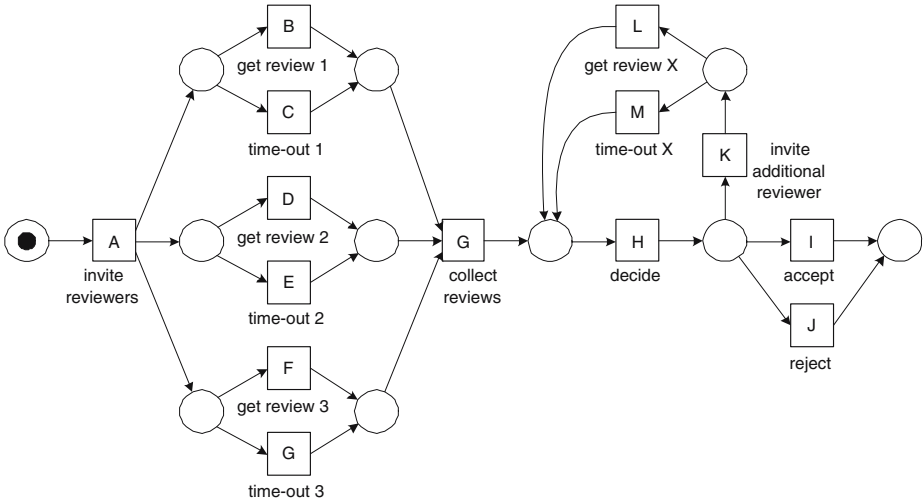 B
get review 1
C
time-out 1
A
invite
reviewers
D
get review 2
E
time-out 2
F
get review 3
G
time-out 3
G
collect
reviews
L
get review X
M
time-out X
K
invite
additional
reviewer
H
decide
I
accept
J
reject